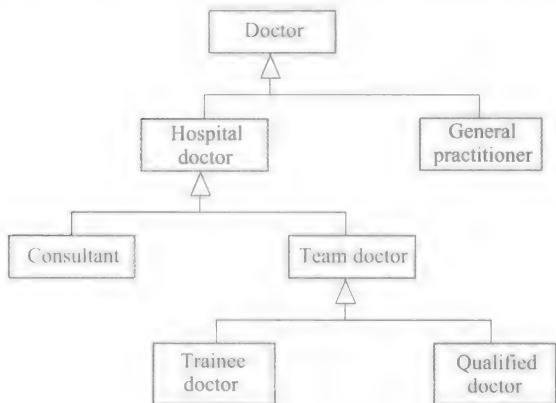 Doctor
Hospital
doctor
General
practitioner
Consultant
Team doctor
Trainee
doctor
Qualified
doctor